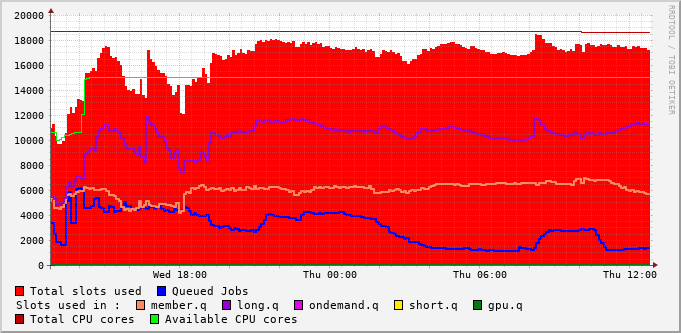 20000
18000
16000
14000
12000
10000
8000
6000
4000
2000
0
Wed 18:00 Thu 00:00 Thu 06:00 Thu 12:00
RRDTOOL / TOBI OETIKER
Total slots used Queued Jobs
Slots used in : member.q long.q ondemand.q short.q gpu.q
Total CPU cores Available CPU cores